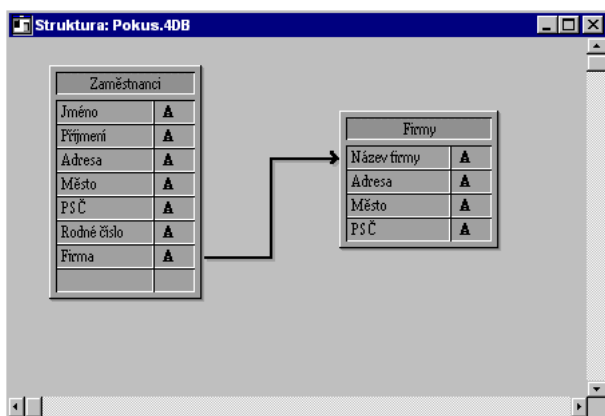 Struktura: Pokus.4DB
Zaměstnanci
Jméno A
Příjmení A
Adresa A
Město A
PSČ A
Rodné číslo A
Firma A
Firmy
Název firmy A
Adresa A
Město A
PSČ A